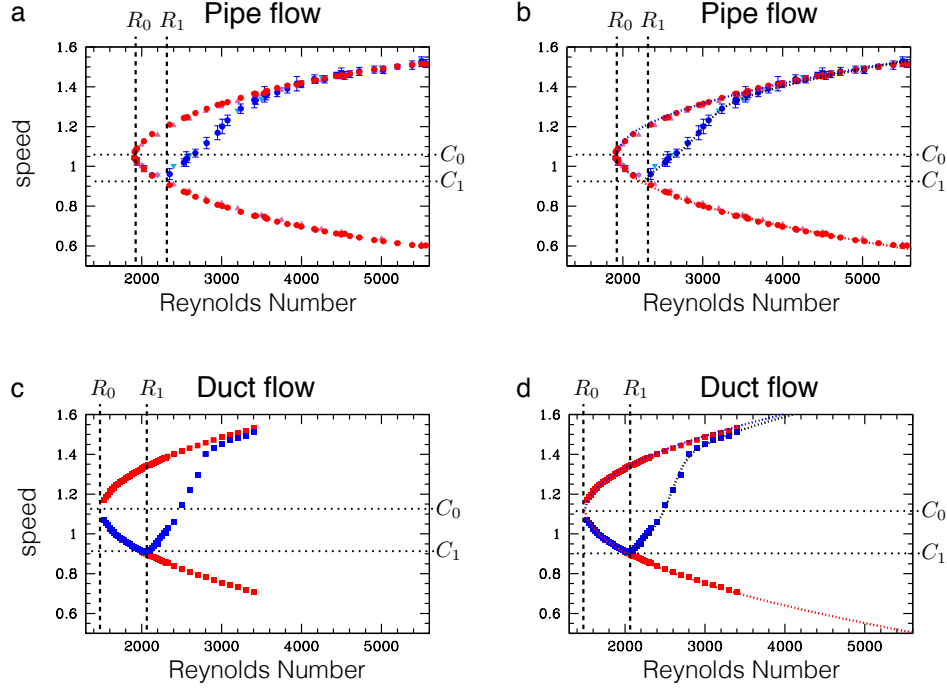 a
Pipe flow
R₀ R₁
1.6
1.4
1.2
1
0.8
0.6
speed
C₀
C₁
2000 3000 4000 5000
Reynolds Number
b
Pipe flow
R₀ R₁
1.6
1.4
1.2
1
0.8
0.6
C₀
C₁
2000 3000 4000 5000
Reynolds Number
c
Duct flow
R₀ R₁
1.6
1.4
1.2
1
0.8
0.6
speed
C₀
C₁
2000 3000 4000 5000
Reynolds Number
d
Duct flow
R₀ R₁
1.6
1.4
1.2
1
0.8
0.6
C₀
C₁
2000 3000 4000 5000
Reynolds Number